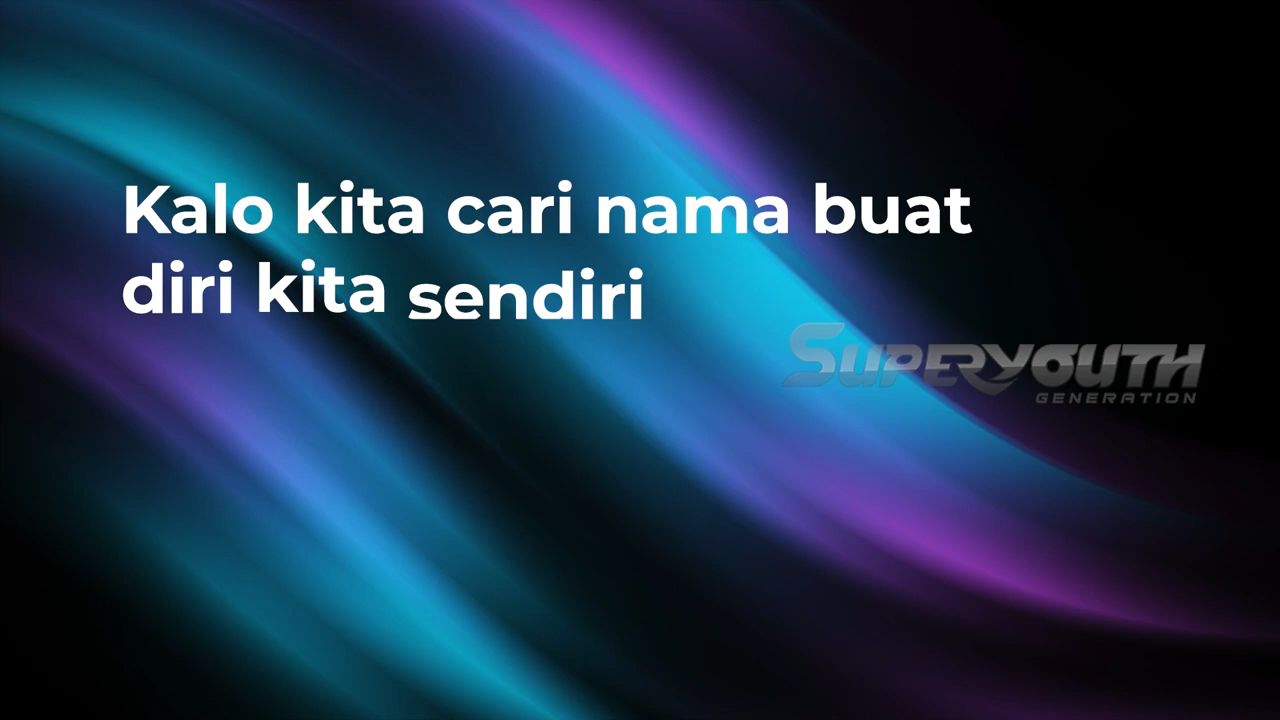 Kalo kita cari nama buat
diri kita sendiri
SUPERYOUTH
GENERATION